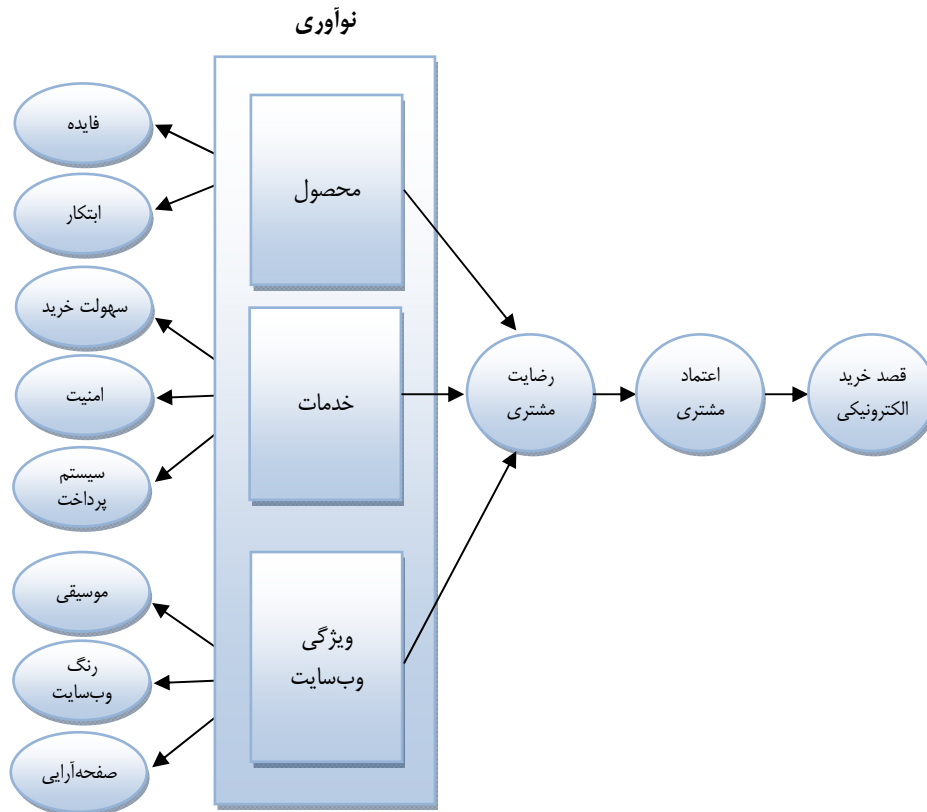 نوآوری
فایده
ابتکار
سهولت خرید
امنیت
سیستم
پرداخت
موسیقی
رنگ
وب‌سایت
صفحه‌آرایی
محصول
خدمات
ویژگی
وب‌سایت
رضایت
مشتری
اعتماد
مشتری
قصد خرید
الکترونیکی